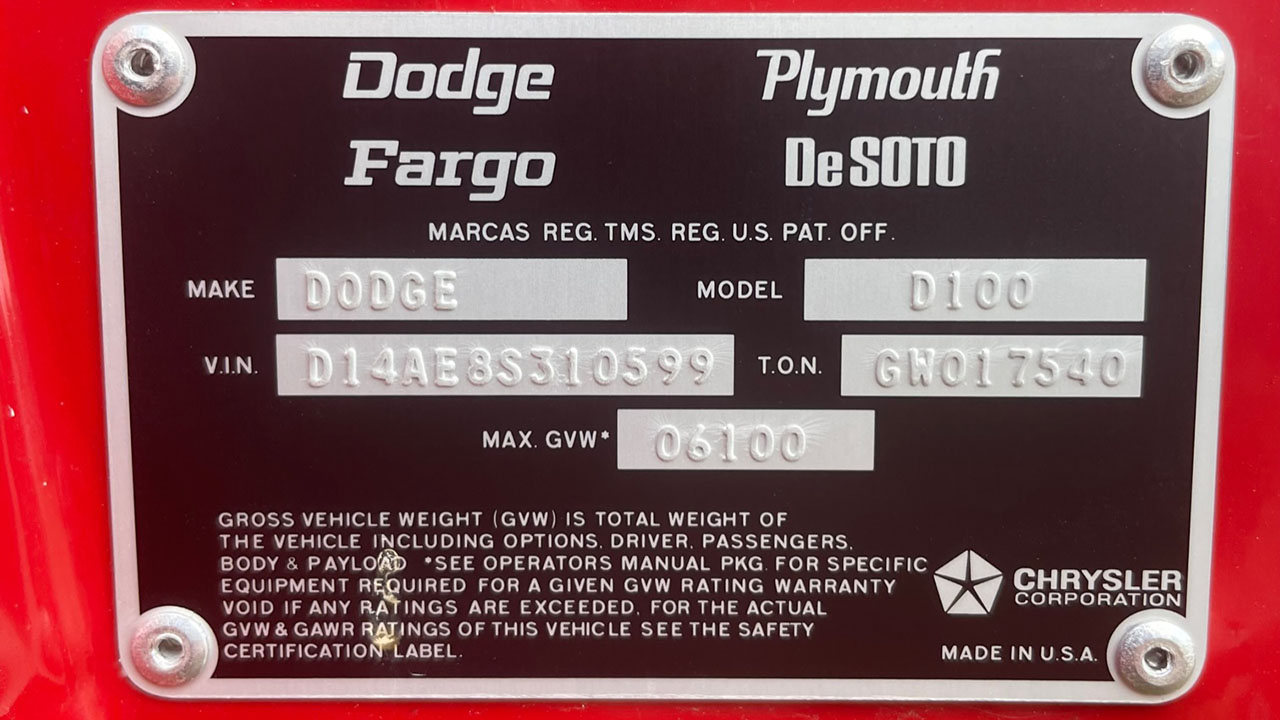 Dodge Plymouth
Fargo DeSOTO
MARCAS REG. TMS. REG. U.S. PAT. OFF.
MAKE DODGE MODEL D100
V.I.N. D14AE8S310599 T.O.N. GW017540
MAX. GVW* 06100
GROSS VEHICLE WEIGHT (GVW) IS TOTAL WEIGHT OF
THE VEHICLE INCLUDING OPTIONS, DRIVER, PASSENGERS,
BODY & PAYLOAD *SEE OPERATORS MANUAL PKG. FOR SPECIFIC
EQUIPMENT REQUIRED FOR A GIVEN GVW RATING WARRANTY
VOID IF ANY RATINGS ARE EXCEEDED. FOR THE ACTUAL
GVW & GAWR RATINGS OF THIS VEHICLE SEE THE SAFETY
CERTIFICATION LABEL.
CHRYSLER
CORPORATION
MADE IN U.S.A.